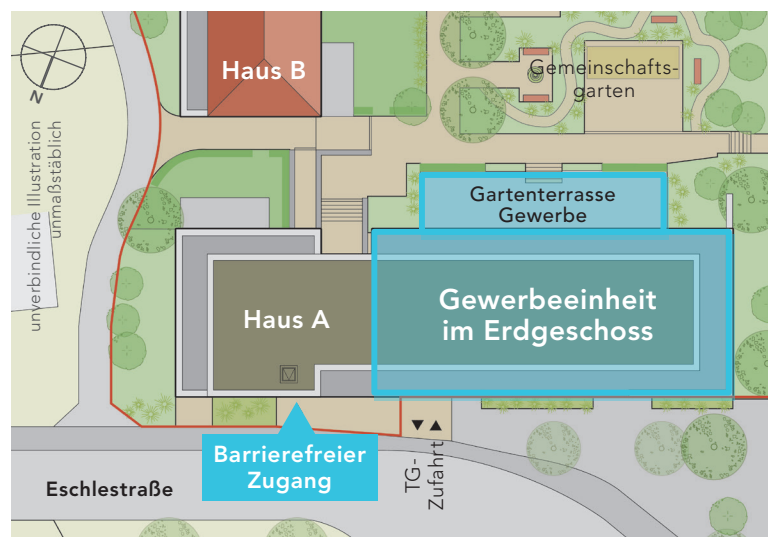 N
unverbindliche Illustration
unmaßstäblich
Haus B
Gemeinschafts-
garten
Gartenterrasse
Gewerbe
Haus A
Gewerbeeinheit
im Erdgeschoss
Barrierefreier
Zugang
TG-
Zufahrt
Eschlestraße